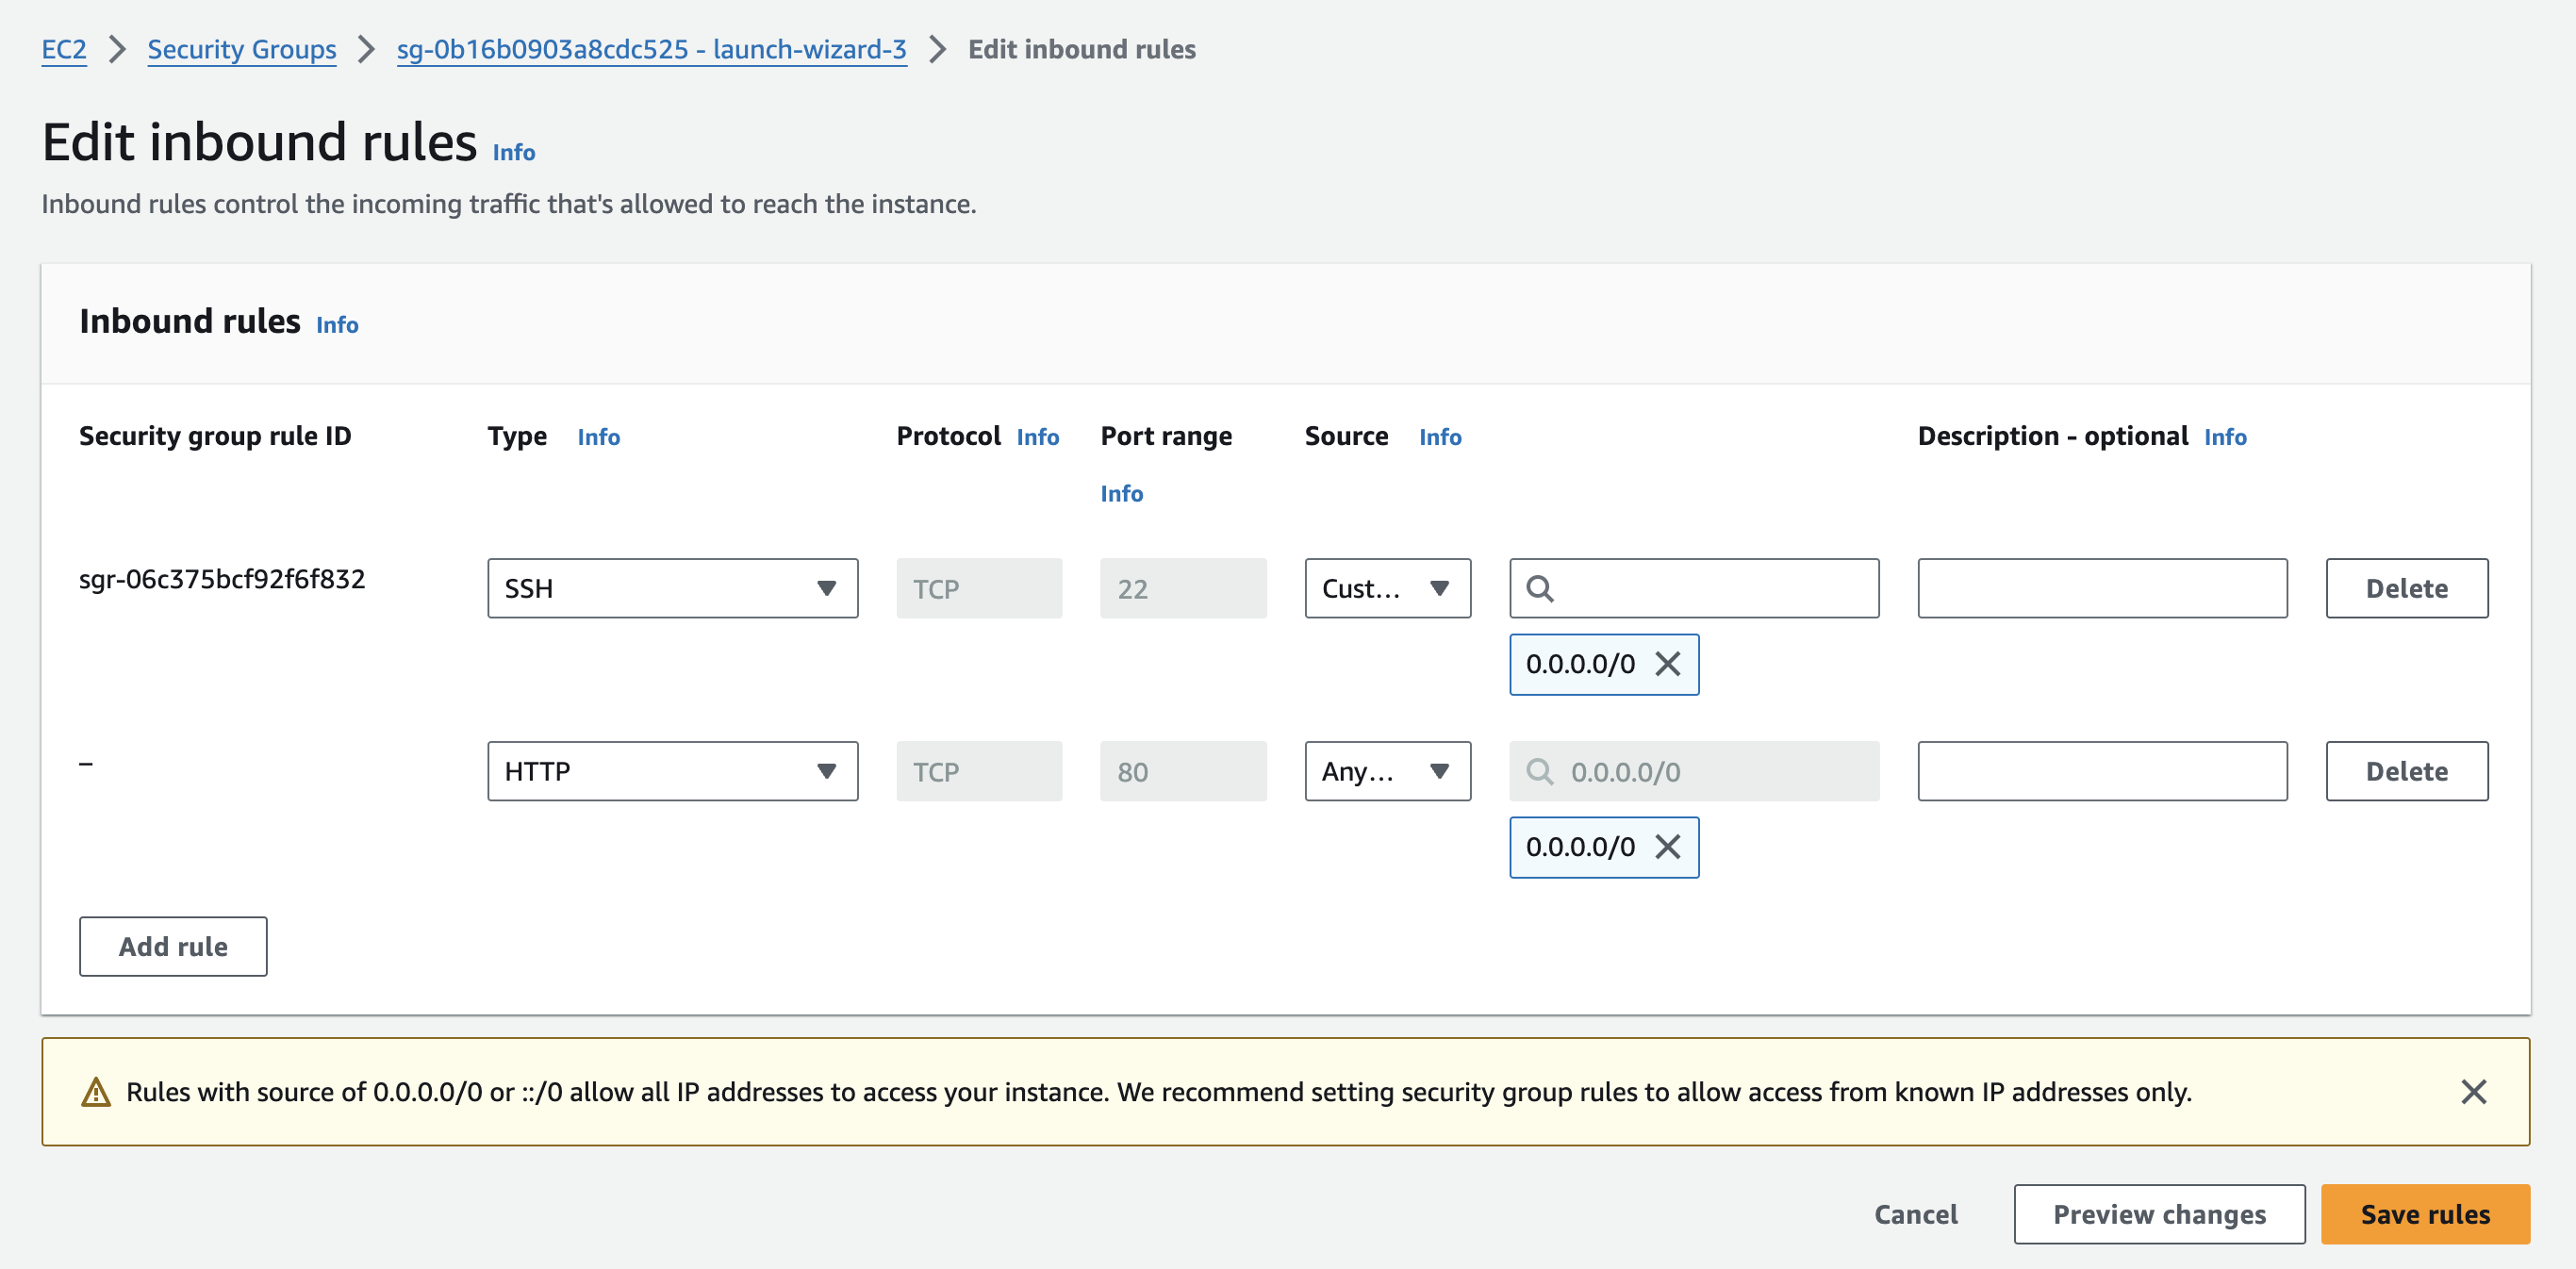 EC2 > Security Groups > sg-0b16b0903a8cdc525 - launch-wizard-3 > Edit inbound rules
Edit inbound rules Info
Inbound rules control the incoming traffic that's allowed to reach the instance.
Inbound rules Info
Security group rule ID Type Info Protocol Info Port range Source Info Description - optional Info
Info
sgr-06c375bcf92f6f832 SSH TCP 22 Cust... Delete
0.0.0.0/0
– HTTP TCP 80 Any... 0.0.0.0/0 Delete
0.0.0.0/0
Add rule
Rules with source of 0.0.0.0/0 or ::/0 allow all IP addresses to access your instance. We recommend setting security group rules to allow access from known IP addresses only.
Cancel Preview changes Save rules